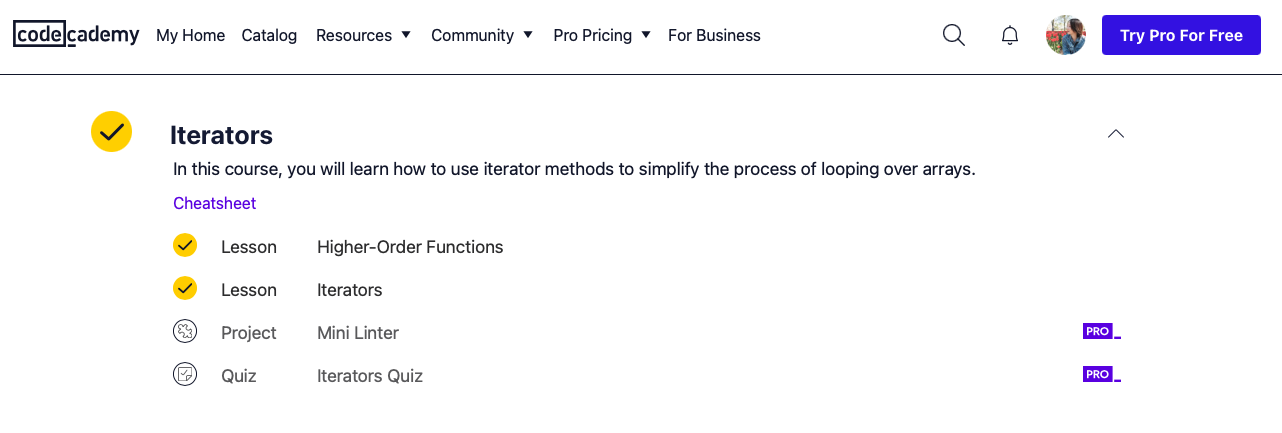 codecademy My Home Catalog Resources Community Pro Pricing For Business Try Pro For Free
Iterators
In this course, you will learn how to use iterator methods to simplify the process of looping over arrays.
Cheatsheet
Lesson Higher-Order Functions
Lesson Iterators
Project Mini Linter PRO_
Quiz Iterators Quiz PRO_